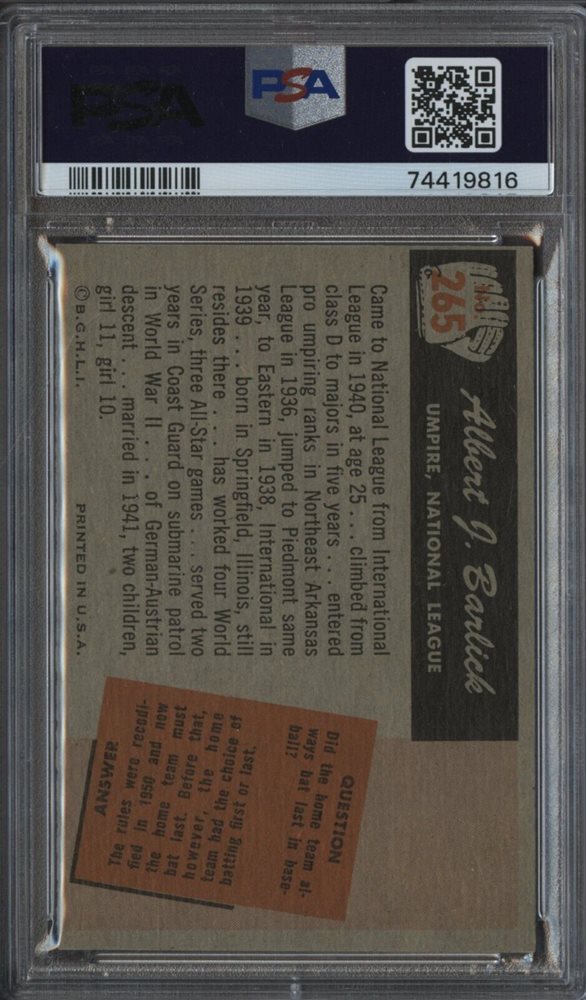 PSA
PSA
74419816
No.
265
Albert J. Barlick
UMPIRE, NATIONAL LEAGUE
Came to National League from International
League in 1940, at age 25 . . . climbed from
class D to majors in five years . . . entered
pro umpiring ranks in Northeast Arkansas
League in 1936, jumped to Piedmont same
year, to Eastern in 1938, International in
1939 . . . born in Springfield, Illinois, still
resides there . . . has worked four World
Series, three All-Star games . . . served two
years in Coast Guard on submarine patrol
in World War II . . . of German-Austrian
descent . . . married in 1941, two children,
girl 11, girl 10.
© B.G.H.L.I.
PRINTED IN U.S.A.
QUESTION
Did the home team al-
ways bat last in base-
ball?
ANSWER
The rules were recodi-
fied in 1950 and now
the home team must
bat last. Before that,
however, the home
team had the choice of
batting first or last.